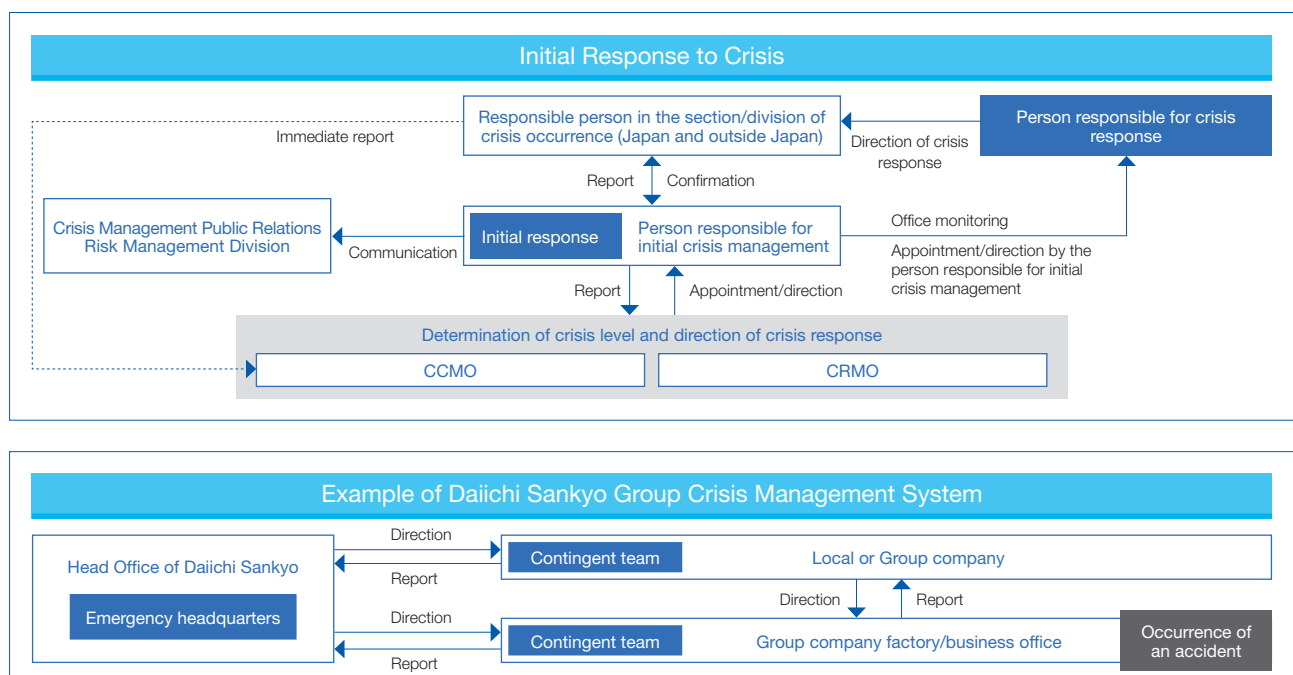 Initial Response to Crisis
Responsible person in the section/division of
crisis occurrence (Japan and outside Japan)
Person responsible for crisis
response
Immediate report
Direction of crisis
response
Report
Confirmation
Crisis Management Public Relations
Risk Management Division
Communication
Initial response
Person responsible for
initial crisis management
Office monitoring
Appointment/direction by the
person responsible for initial
crisis management
Report
Appointment/direction
Determination of crisis level and direction of crisis response
CCMO
CRMO
Example of Daiichi Sankyo Group Crisis Management System
Head Office of Daiichi Sankyo
Emergency headquarters
Direction
Report
Contingent team
Local or Group company
Direction
Report
Direction
Report
Contingent team
Group company factory/business office
Occurrence of
an accident